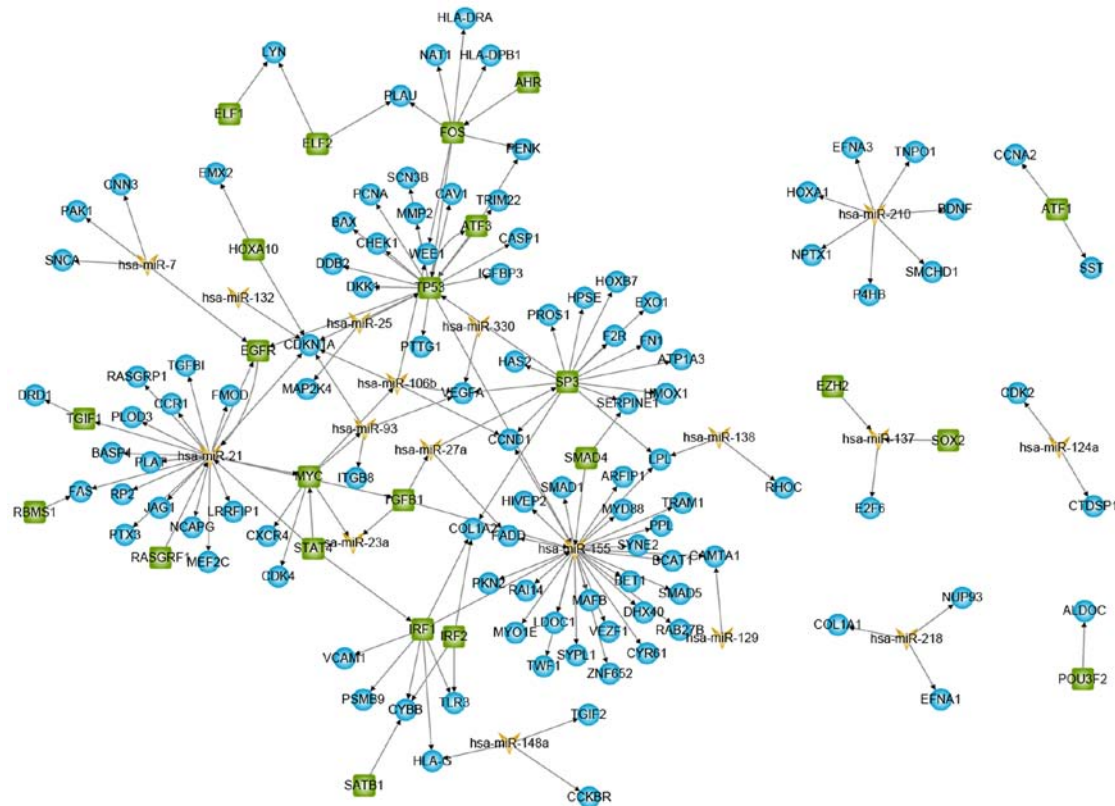 HLA-DRA
LYN
NAT1
HLA-DPB1
AHR
PLAU
ELF1
FOS
ELF2
PENK
EFNA3
TNPO1
CCNA2
CNN3
EMX2
SCN3B
PCNA
CAV1
TRIM22
HOXA1
PAK1
MMP2
BDNF
ATF1
hsa-miR-210
BAX
ATF3
CHEK1
WEE1
CASP1
HOXA10
SNCA
hsa-miR-7
DDB2
ICFBP3
NPTX1
SMCHD1
SST
DKK1
TP53
HOXB7
P4HB
hsa-miR-132
HPSE
EXO1
PROS1
hsa-miR-25
hsa-miR-330
PTTG1
F2R
FN1
EGFR
CDKN1A
HAS2
ATP1A3
TGFBI
RASGRP1
MAP2K4
hsa-miR-106b
VEGFA
SP3
HMOX1
EZH2
CDK2
DRD1
CCR1
FMOD
SERPINE1
TGIF1
PLOD3
hsa-miR-93
CCND1
hsa-miR-138
hsa-miR-137
SOX2
hsa-miR-124a
BASP4
PLAT
hsa-miR-21
hsa-miR-27a
SMAD4
LPL
MYC
ITGB8
ARFIP1
RHOC
FAS
RP2
SMAD1
RBMS1
JAG1
LRRFIP1
TGFB1
HIVEP2
MYD88
TRAM1
E2F6
CTDSP1
PTX3
NCAPG
CXCR4
COL1A2
FADD
PPL
STAT4
sa-miR-23a
hsa-miR-155
SYNE2
RASGRF1
MEF2C
BCAT1
CAMTA1
CDK4
PKN2
RAI14
BET1
SMAD5
NUP93
MAFB
DHX40
ALDOC
IRF1
IRF2
MYO1E
LDOC1
VEZF1
RAB27B
hsa-miR-129
COL1A1
hsa-miR-218
VCAM1
TWF1
SYPL1
CYR61
ZNF652
POU3F2
PSMB9
CYBB
TLR3
EFNA1
TGIF2
hsa-miR-148a
HLA-G
SATB1
CCKBR